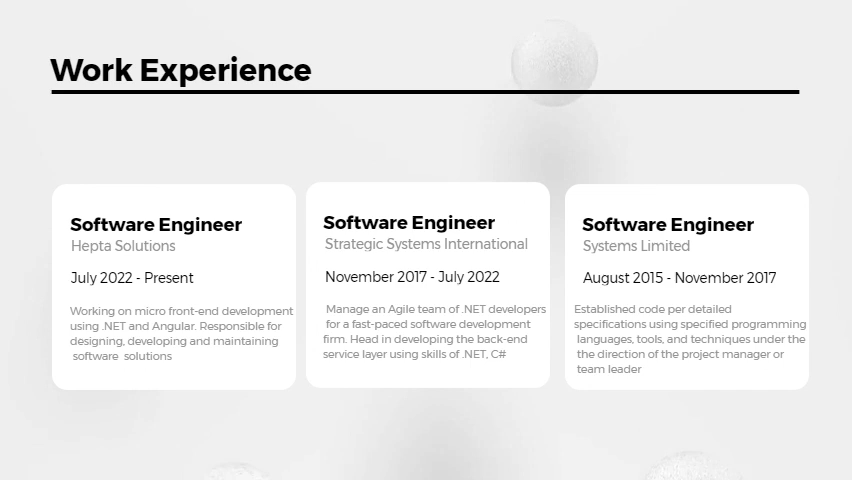 Work Experience
Software Engineer
Hepta Solutions
July 2022 - Present
Working on micro front-end development
using .NET and Angular. Responsible for
designing, developing and maintaining
software solutions
Software Engineer
Strategic Systems International
November 2017 - July 2022
Manage an Agile team of .NET developers
for a fast-paced software development
firm. Head in developing the back-end
service layer using skills of .NET, C#
Software Engineer
Systems Limited
August 2015 - November 2017
Established code per detailed
specifications using specified programming
languages, tools, and techniques under the
the direction of the project manager or
team leader